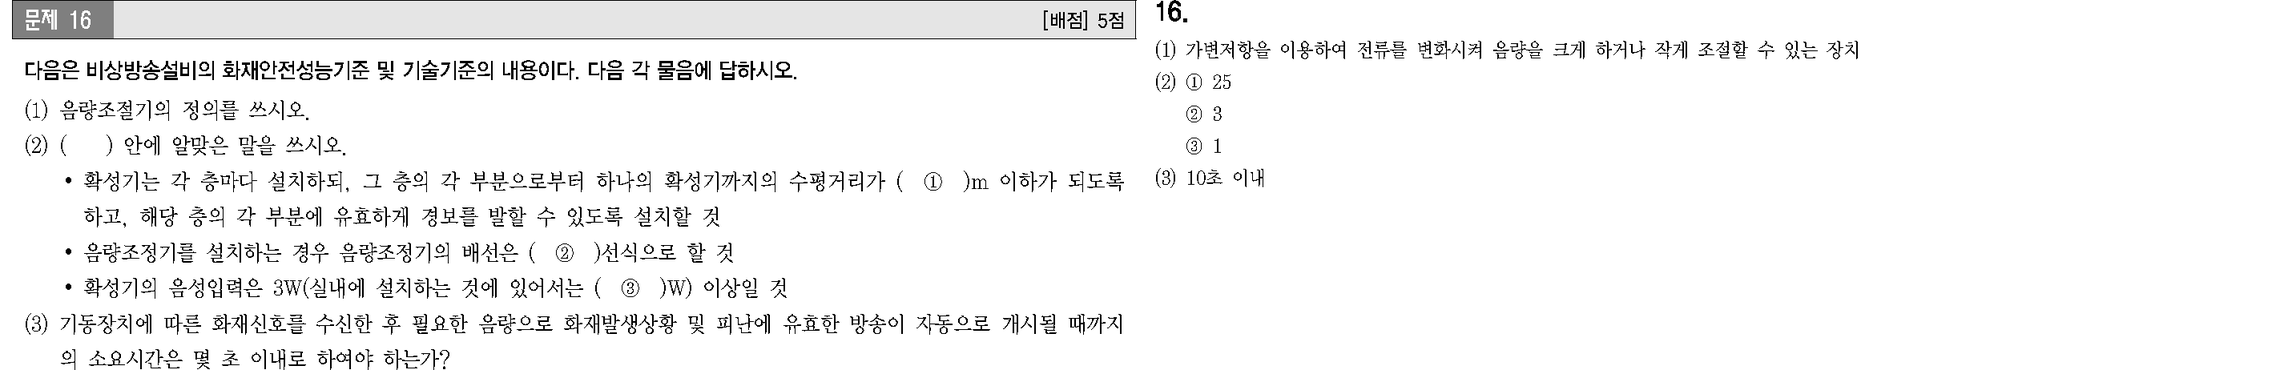 문제 16
[배점] 5점
다음은 비상방송설비의 화재안전성능기준 및 기술기준의 내용이다. 다음 각 물음에 답하시오.
(1) 음량조절기의 정의를 쓰시오.
(2) (    ) 안에 알맞은 말을 쓰시오.
• 확성기는 각 층마다 설치하되, 그 층의 각 부분으로부터 하나의 확성기까지의 수평거리가 ( ① )m 이하가 되도록
하고, 해당 층의 각 부분에 유효하게 경보를 발할 수 있도록 설치할 것
• 음량조정기를 설치하는 경우 음량조정기의 배선은 ( ② )선식으로 할 것
• 확성기의 음성입력은 3W(실내에 설치하는 것에 있어서는 ( ③ )W) 이상일 것
(3) 기동장치에 따른 화재신호를 수신한 후 필요한 음량으로 화재발생상황 및 피난에 유효한 방송이 자동으로 개시될 때까지
의 소요시간은 몇 초 이내로 하여야 하는가?
16.
(1) 가변저항을 이용하여 전류를 변화시켜 음량을 크게 하거나 작게 조절할 수 있는 장치
(2) ① 25
② 3
③ 1
(3) 10초 이내